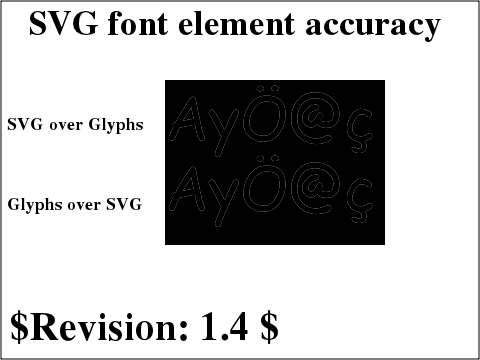 SVG font element accuracy
SVG over Glyphs
AyÖ@ç
Glyphs over SVG
AyÖ@ç
$Revision: 1.4 $